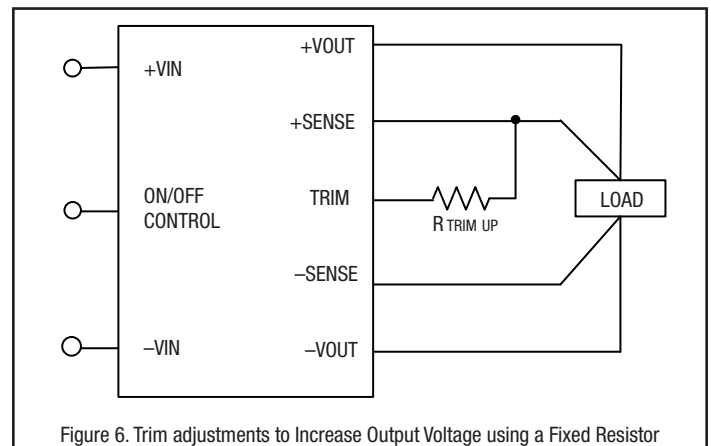 +VOUT
+VIN
+SENSE
ON/OFF
CONTROL
TRIM
R TRIM UP
LOAD
–SENSE
–VIN
–VOUT
Figure 6. Trim adjustments to Increase Output Voltage using a Fixed Resistor